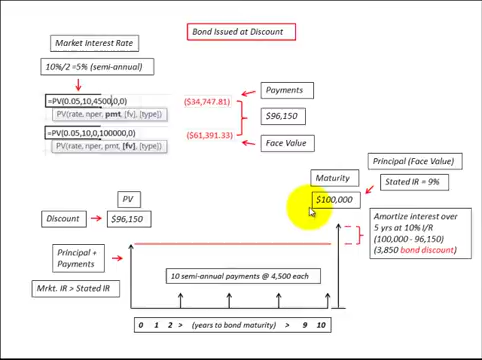 Bond Issued at Discount
Market Interest Rate
10%/2 =5% (semi-annual)
=PV(0.05,10,4500,0,0)
PV(rate, nper, pmt, [fv], [type])
($34,747.81)
Payments
$96,150
=PV(0.05,10,0,100000,0)
PV(rate, nper, pmt, [fv], [type])
($61,391.33)
Face Value
Principal (Face Value)
Maturity
Stated IR = 9%
PV
$100,000
Discount
$96,150
Amortize interest over
5 yrs at 10% I/R
(100,000 - 96,150)
(3,850 bond discount)
Principal +
Payments
Mrkt. IR > Stated IR
10 semi-annual payments @ 4,500 each
0 1 2 > (years to bond maturity) > 9 10